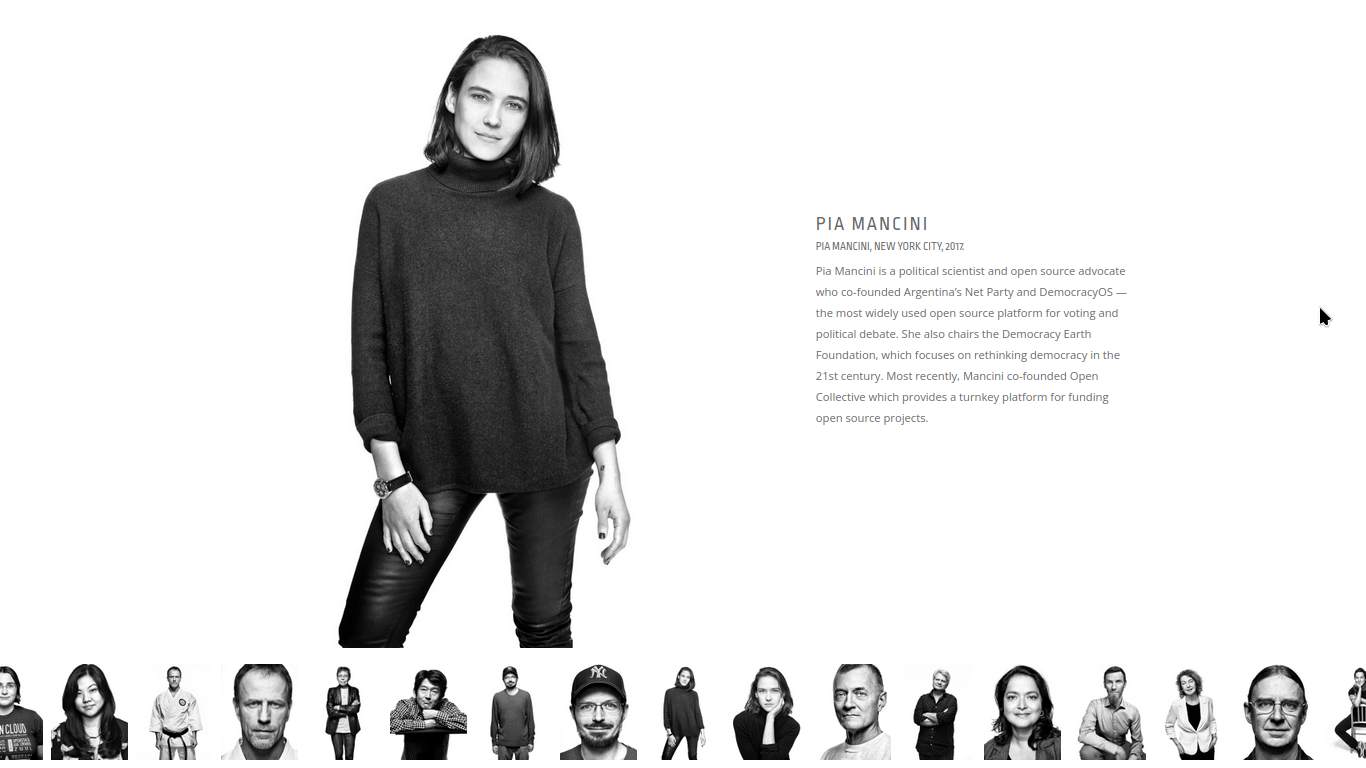 PIA MANCINI
PIA MANCINI, NEW YORK CITY, 2017.
Pia Mancini is a political scientist and open source advocate
who co-founded Argentina's Net Party and DemocracyOS —
the most widely used open source platform for voting and
political debate. She also chairs the Democracy Earth
Foundation, which focuses on rethinking democracy in the
21st century. Most recently, Mancini co-founded Open
Collective which provides a turnkey platform for funding
open source projects.
N CLOUD